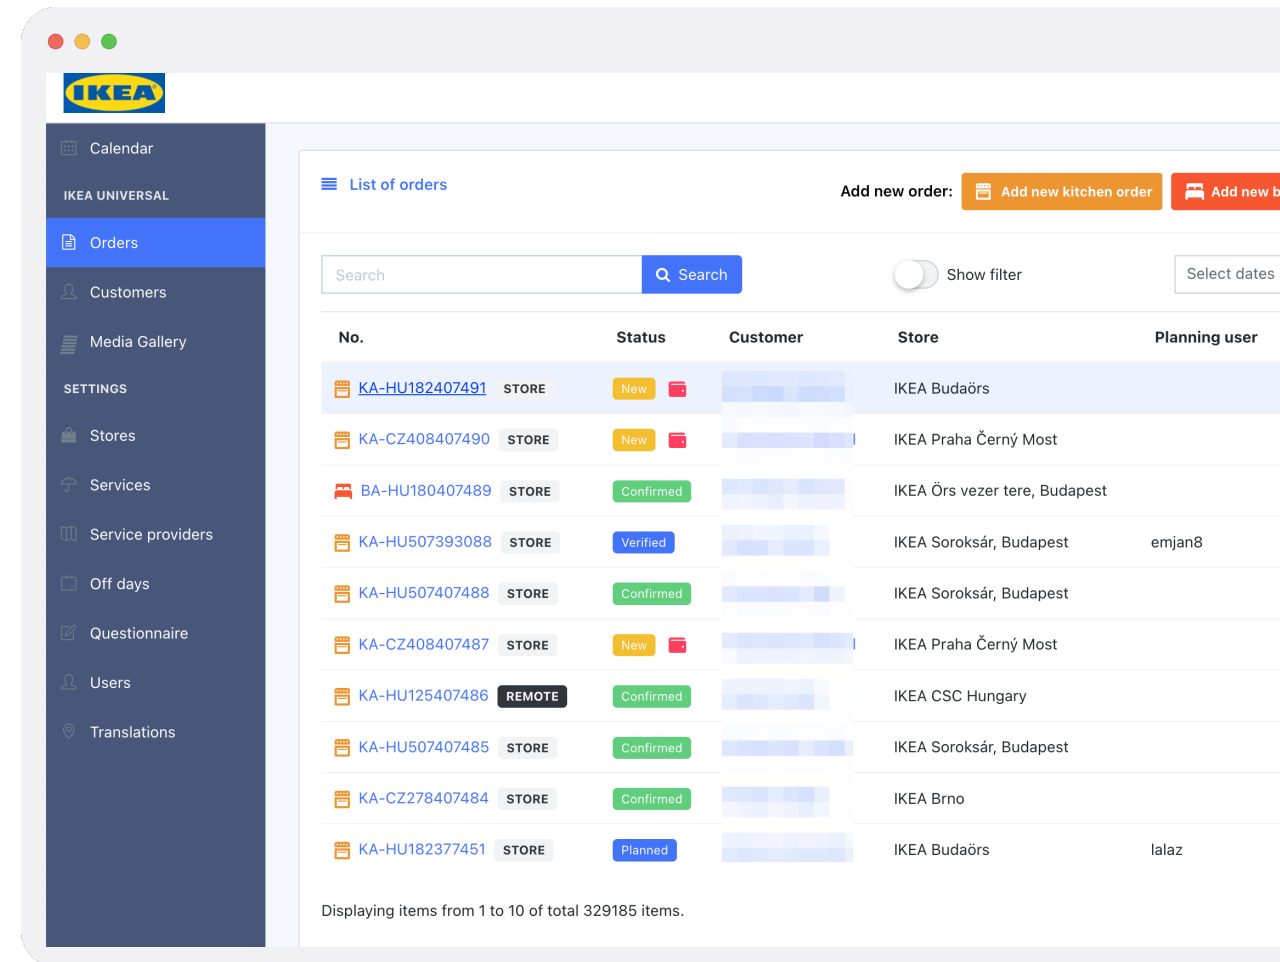 IKEA
Calendar
IKEA UNIVERSAL
Orders
Customers
Media Gallery
SETTINGS
Stores
Services
Service providers
Off days
Questionnaire
Users
Translations
List of orders
Add new order: Add new kitchen order Add new b
Search Search Show filter Select dates
No. Status Customer Store Planning user
KA-HU182407491 STORE New IKEA Budaörs
KA-CZ408407490 STORE New IKEA Praha Černý Most
BA-HU180407489 STORE Confirmed IKEA Örs vezer tere, Budapest
KA-HU507393088 STORE Verified IKEA Soroksár, Budapest emjan8
KA-HU507407488 STORE Confirmed IKEA Soroksár, Budapest
KA-CZ408407487 STORE New IKEA Praha Černý Most
KA-HU125407486 REMOTE Confirmed IKEA CSC Hungary
KA-HU507407485 STORE Confirmed IKEA Soroksár, Budapest
KA-CZ278407484 STORE Confirmed IKEA Brno
KA-HU182377451 STORE Planned IKEA Budaörs lalaz
Displaying items from 1 to 10 of total 329185 items.